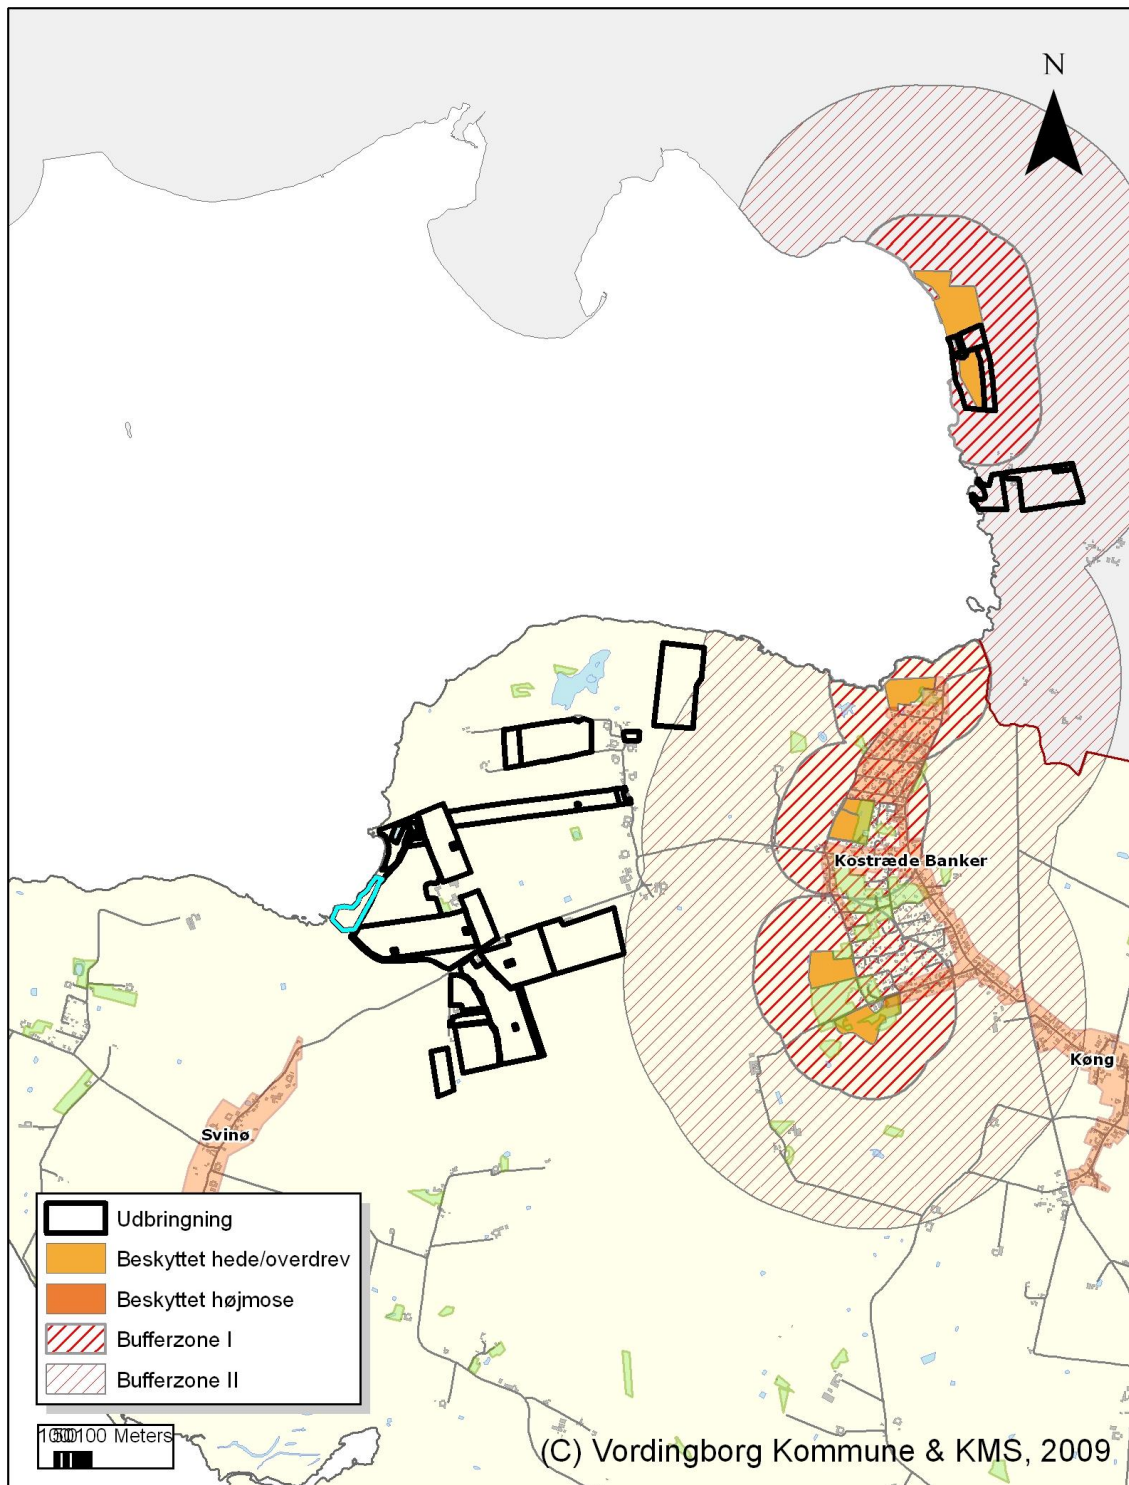 N
Kostræde Banker
Køng
Svinø
Udbringning
Beskyttet hede/overdrev
Beskyttet højmose
Bufferzone I
Bufferzone II
Meters
(C) Vordingborg Kommune & KMS, 2009